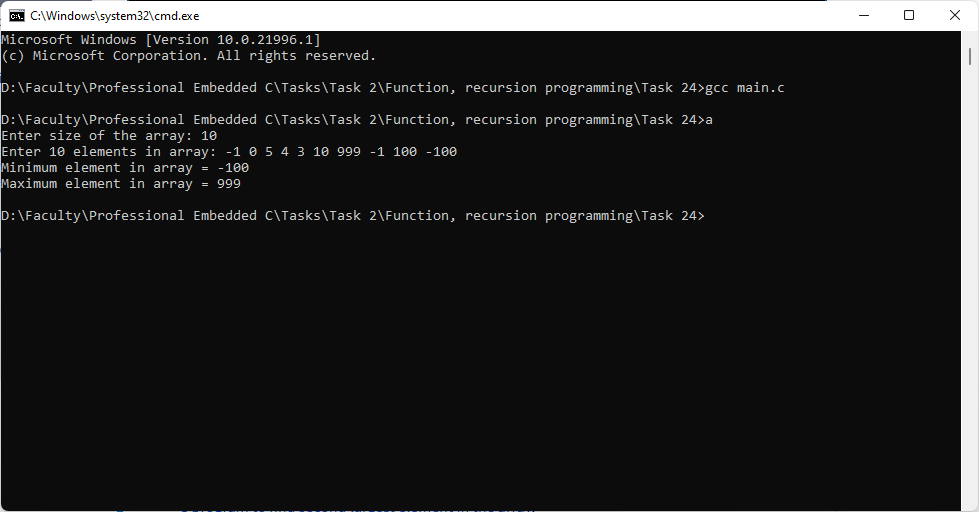 C:\Windows\system32\cmd.exe
Microsoft Windows [Version 10.0.21996.1]
(c) Microsoft Corporation. All rights reserved.
D:\Faculty\Professional Embedded C\Tasks\Task 2\Function, recursion programming\Task 24>gcc main.c
D:\Faculty\Professional Embedded C\Tasks\Task 2\Function, recursion programming\Task 24>a
Enter size of the array: 10
Enter 10 elements in array: -1 0 5 4 3 10 999 -1 100 -100
Minimum element in array = -100
Maximum element in array = 999
D:\Faculty\Professional Embedded C\Tasks\Task 2\Function, recursion programming\Task 24>